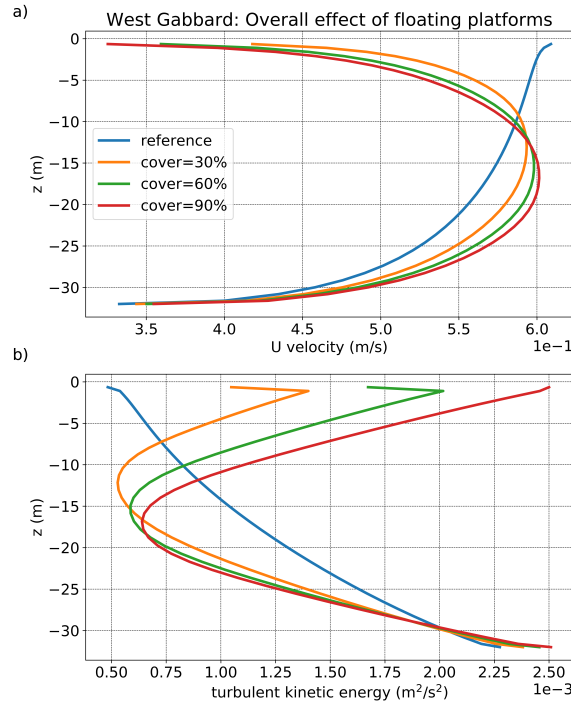 a)
West Gabbard: Overall effect of floating platforms
z (m)
0
−5
−10
−15
−20
−25
−30
reference
cover=30%
cover=60%
cover=90%
3.5 4.0 4.5 5.0 5.5 6.0
U velocity (m/s)
1e−1
b)
z (m)
0
−5
−10
−15
−20
−25
−30
0.50 0.75 1.00 1.25 1.50 1.75 2.00 2.25 2.50
turbulent kinetic energy (m²/s²)
1e−3